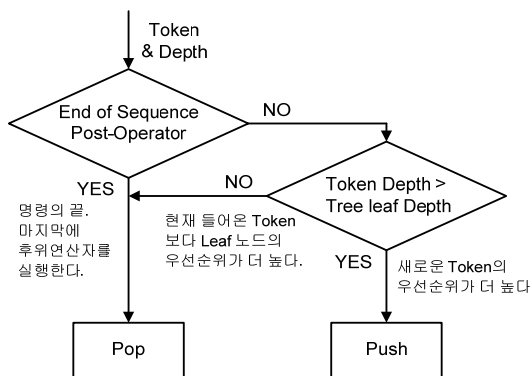 Token
& Depth
End of Sequence
Post-Operator
NO
YES
명령의 끝.
마지막에
후위연산자를
실행한다.
NO
현재 들어온 Token
보다 Leaf 노드의
우선순위가 더 높다.
Token Depth >
Tree leaf Depth
YES
새로운 Token의
우선순위가 더 높다
Pop
Push